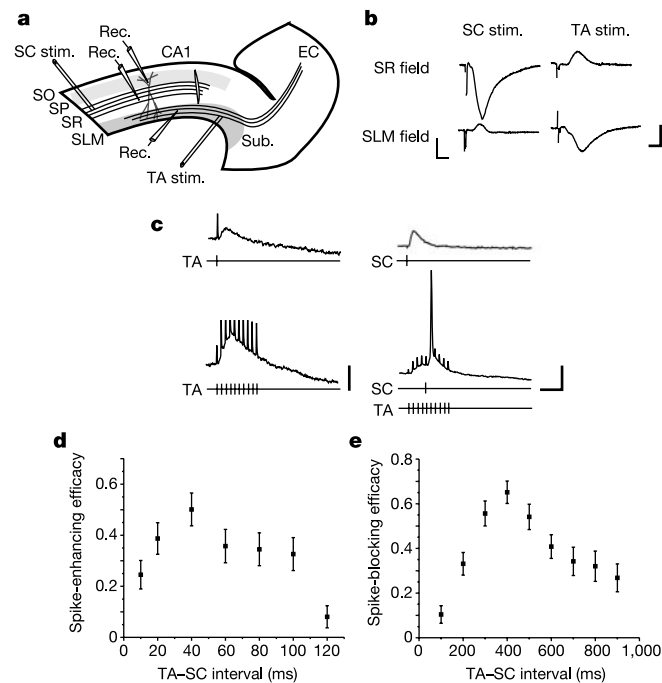 a
Rec.
SC stim.
Rec.
CA1
EC
SO
SP
SR
SLM
Rec.
Sub.
TA stim.
b
SC stim.
TA stim.
SR field
SLM field
c
TA
SC
TA
SC
TA
d
Spike-enhancing efficacy
0.6
0.4
0.2
0
0 20 40 60 80 100 120
TA–SC interval (ms)
e
Spike-blocking efficacy
0.8
0.6
0.4
0.2
0
0 200 400 600 800 1,000
TA–SC interval (ms)